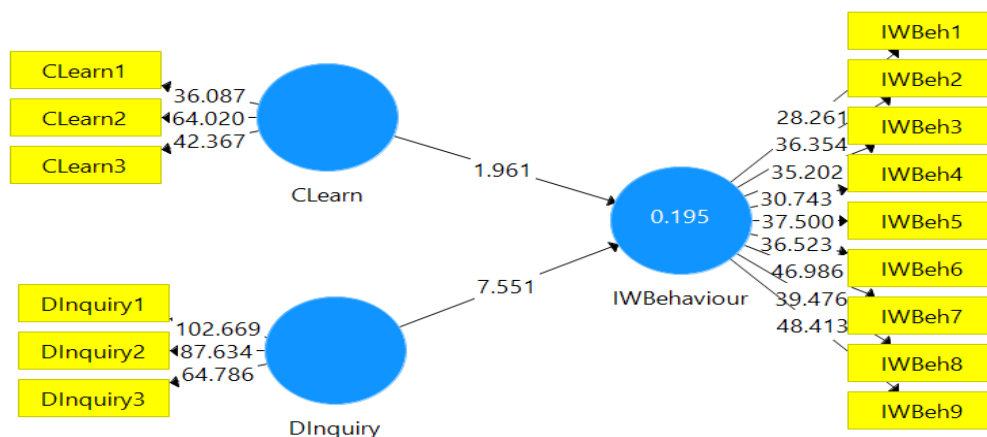 CLearn1
CLearn2
CLearn3
36.087
64.020
42.367
CLearn
1.961
DInquiry1
DInquiry2
DInquiry3
102.669
87.634
64.786
DInquiry
7.551
0.195
IWBehaviour
28.261
36.354
35.202
30.743
37.500
36.523
46.986
39.476
48.413
IWBeh1
IWBeh2
IWBeh3
IWBeh4
IWBeh5
IWBeh6
IWBeh7
IWBeh8
IWBeh9